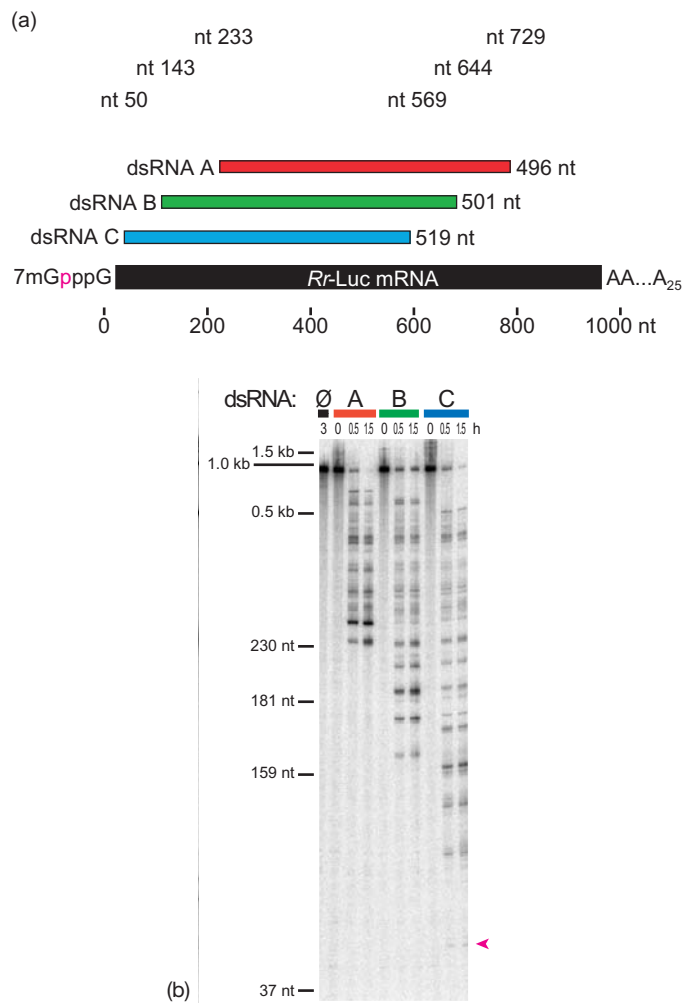 (a)
nt 233 nt 729
nt 143 nt 644
nt 50 nt 569
dsRNA A 496 nt
dsRNA B 501 nt
dsRNA C 519 nt
7mGpppG Rr-Luc mRNA AA...A25
0 200 400 600 800 1000 nt
dsRNA: Ø A B C
3 0 0.5 1.5 0 0.5 1.5 0 0.5 1.5 h
1.5 kb
1.0 kb
0.5 kb
230 nt
181 nt
159 nt
37 nt
(b)